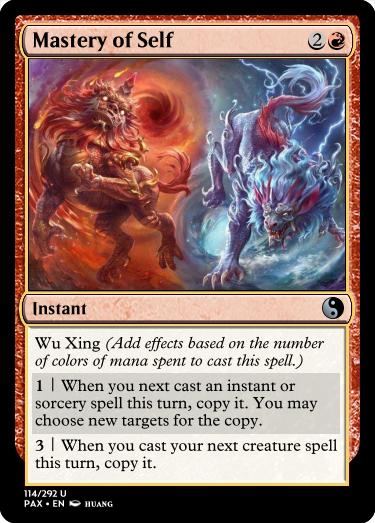 Mastery of Self 2
Instant
Wu Xing (Add effects based on the number
of colors of mana spent to cast this spell.)
1 | When you next cast an instant or
sorcery spell this turn, copy it. You may
choose new targets for the copy.
3 | When you cast your next creature spell
this turn, copy it.
114/292 U
PAX • EN HUANG